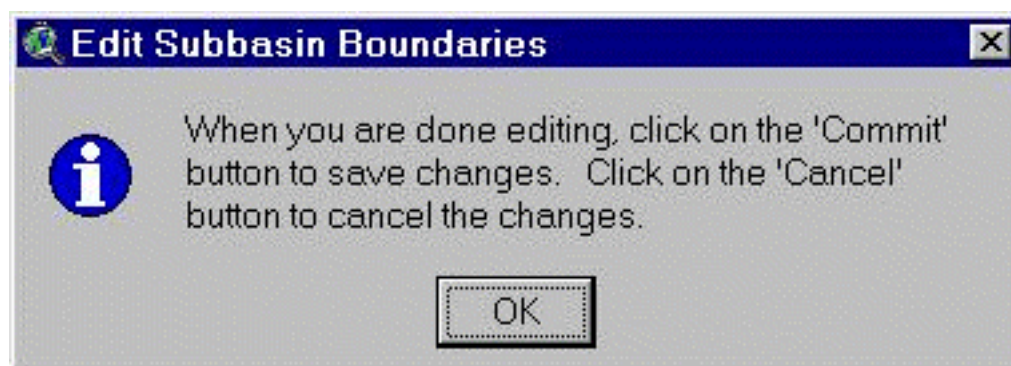 Edit Subbasin Boundaries
When you are done editing, click on the 'Commit'
button to save changes.  Click on the 'Cancel'
button to cancel the changes.
OK